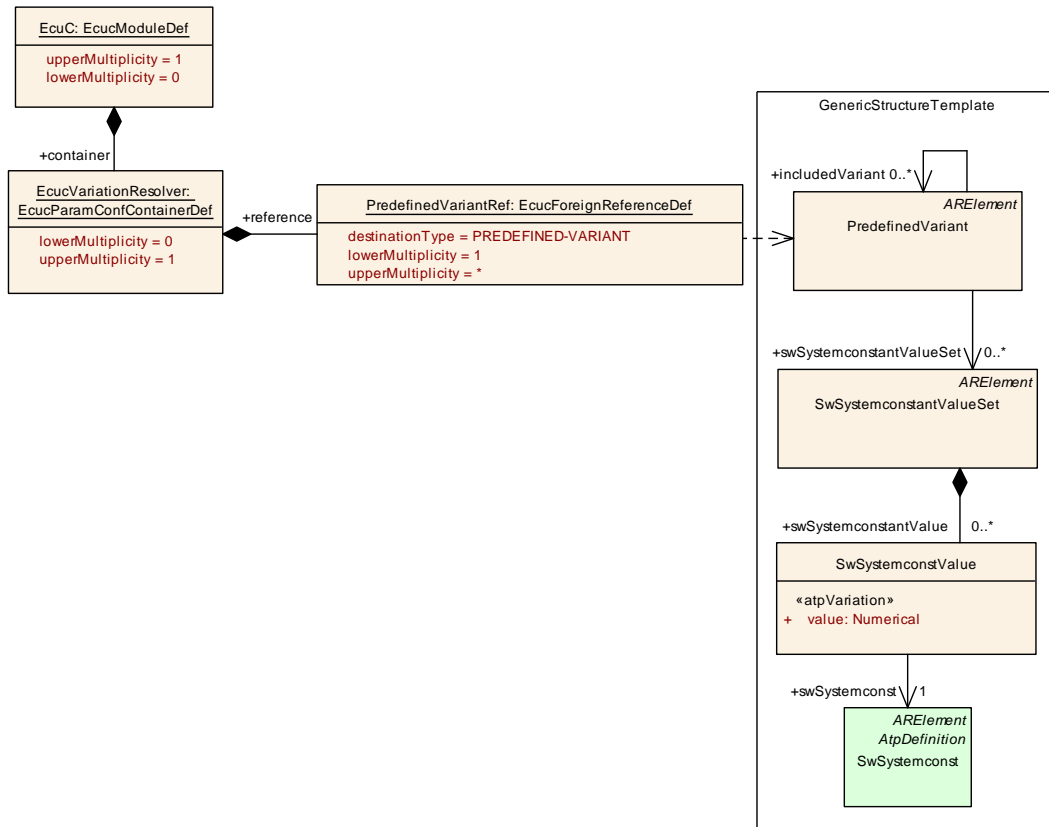 EcuC: EcucModuleDef
upperMultiplicity = 1
lowerMultiplicity = 0
+container
EcucVariationResolver:
EcucParamConfContainerDef
lowerMultiplicity = 0
upperMultiplicity = 1
+reference
PredefinedVariantRef: EcucForeignReferenceDef
destinationType = PREDEFINED-VARIANT
lowerMultiplicity = 1
upperMultiplicity = *
GenericStructureTemplate
+includedVariant 0..*
ARElement
PredefinedVariant
+swSystemconstantValueSet 0..*
ARElement
SwSystemconstantValueSet
+swSystemconstantValue 0..*
SwSystemconstValue
«atpVariation»
+ value: Numerical
+swSystemconst 1
ARElement
AtpDefinition
SwSystemconst